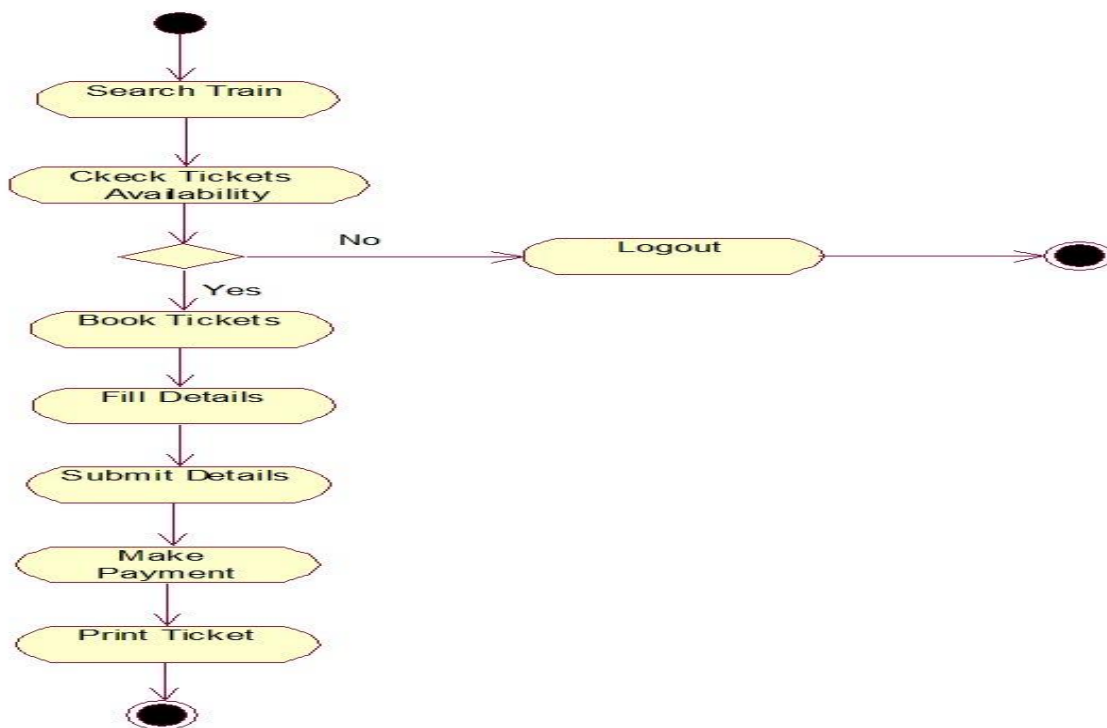 Search Train
Ckeck Tickets
Availability
No
Logout
Yes
Book Tickets
Fill Details
Submit Details
Make
Payment
Print Ticket